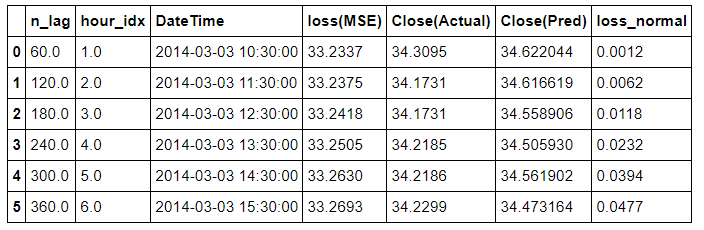 n_lag hour_idx DateTime loss(MSE) Close(Actual) Close(Pred) loss_normal
0 60.0 1.0 2014-03-03 10:30:00 33.2337 34.3095 34.622044 0.0012
1 120.0 2.0 2014-03-03 11:30:00 33.2375 34.1731 34.616619 0.0062
2 180.0 3.0 2014-03-03 12:30:00 33.2418 34.1731 34.558906 0.0118
3 240.0 4.0 2014-03-03 13:30:00 33.2505 34.2185 34.505930 0.0232
4 300.0 5.0 2014-03-03 14:30:00 33.2630 34.2186 34.561902 0.0394
5 360.0 6.0 2014-03-03 15:30:00 33.2693 34.2299 34.473164 0.0477